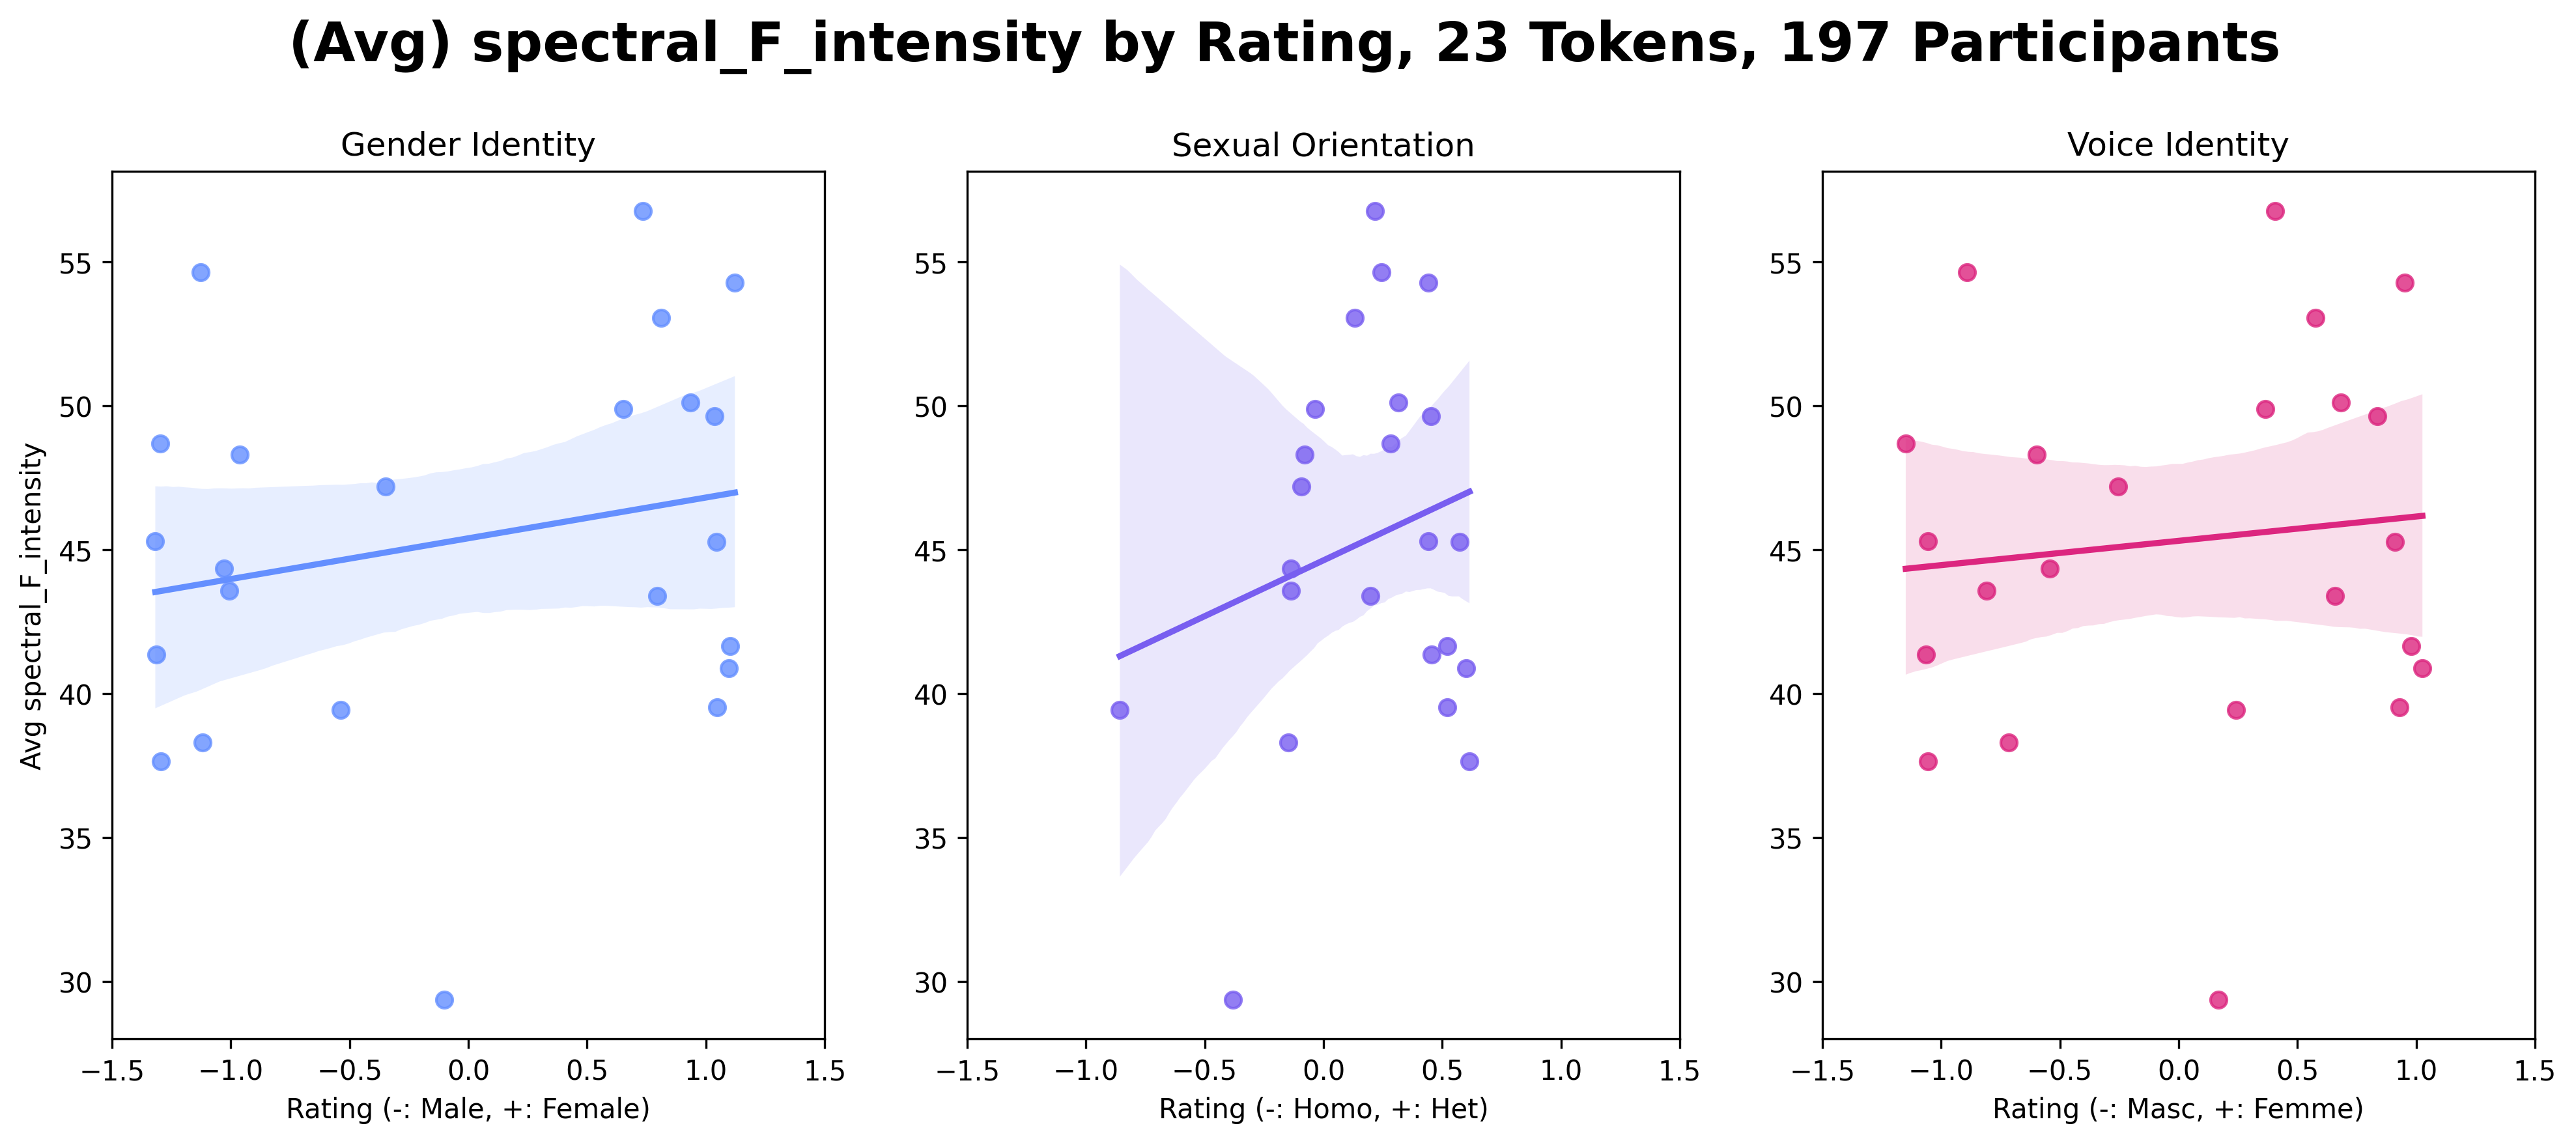 (Avg) spectral_F_intensity by Rating, 23 Tokens, 197 Participants
Gender Identity
Sexual Orientation
Voice Identity
Avg spectral_F_intensity
55
50
45
40
35
30
55
50
45
40
35
30
55
50
45
40
35
30
−1.5 −1.0 −0.5 0.0 0.5 1.0 1.5
−1.5 −1.0 −0.5 0.0 0.5 1.0 1.5
−1.5 −1.0 −0.5 0.0 0.5 1.0 1.5
Rating (-: Male, +: Female)
Rating (-: Homo, +: Het)
Rating (-: Masc, +: Femme)